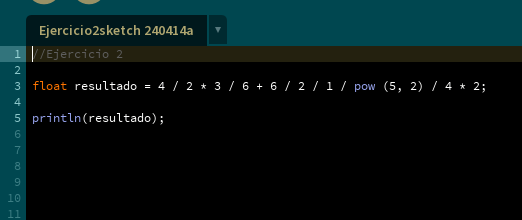 Ejercicio2sketch 240414a ▼
1 //Ejercicio 2
2
3 float resultado = 4 / 2 * 3 / 6 + 6 / 2 / 1 / pow (5, 2) / 4 * 2;
4
5 println(resultado);
6
7
8
9
10
11